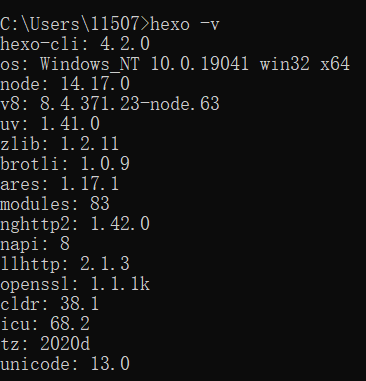 C:\Users\11507>hexo -v
hexo-cli: 4.2.0
os: Windows_NT 10.0.19041 win32 x64
node: 14.17.0
v8: 8.4.371.23-node.63
uv: 1.41.0
zlib: 1.2.11
brotli: 1.0.9
ares: 1.17.1
modules: 83
nghttp2: 1.42.0
napi: 8
llhttp: 2.1.3
openssl: 1.1.1k
cldr: 38.1
icu: 68.2
tz: 2020d
unicode: 13.0